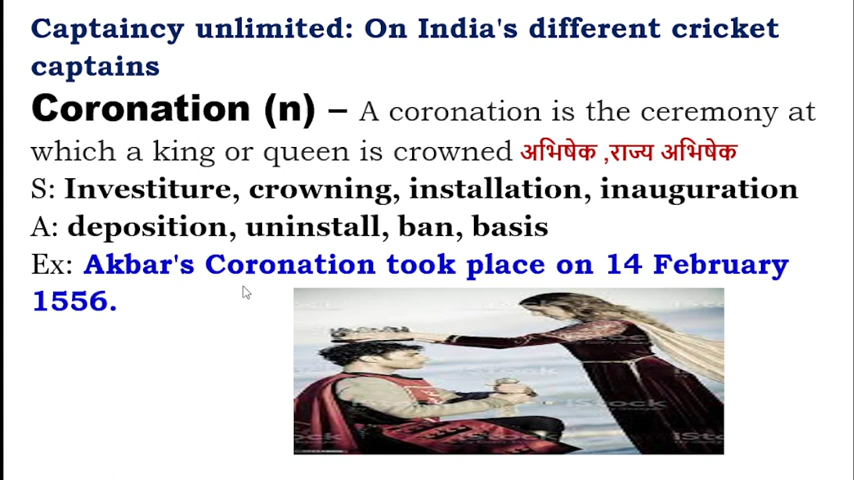 Captaincy unlimited: On India's different cricket
captains
Coronation (n) – A coronation is the ceremony at
which a king or queen is crowned अभिषेक ,राज्य अभिषेक
S: Investiture, crowning, installation, inauguration
A: deposition, uninstall, ban, basis
Ex: Akbar's Coronation took place on 14 February
1556.